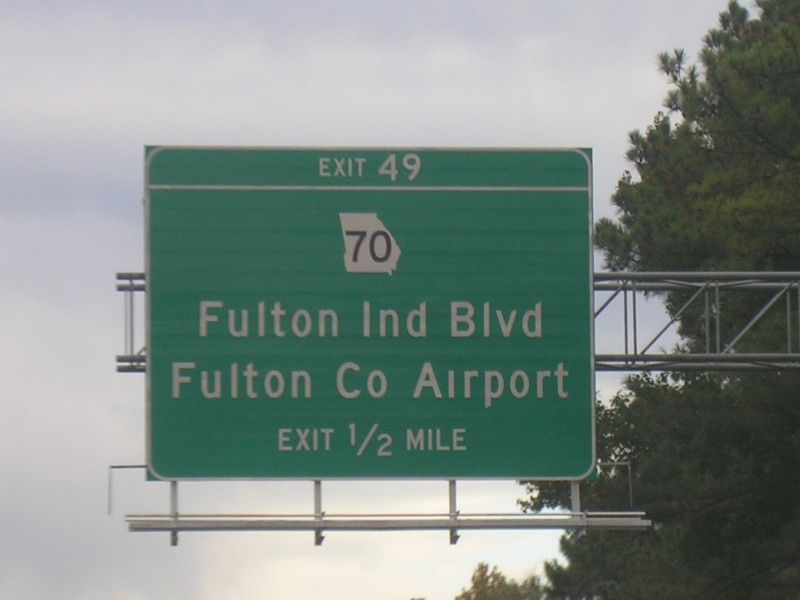 EXIT 49
70
Fulton Ind Blvd
Fulton Co Airport
EXIT 1/2 MILE